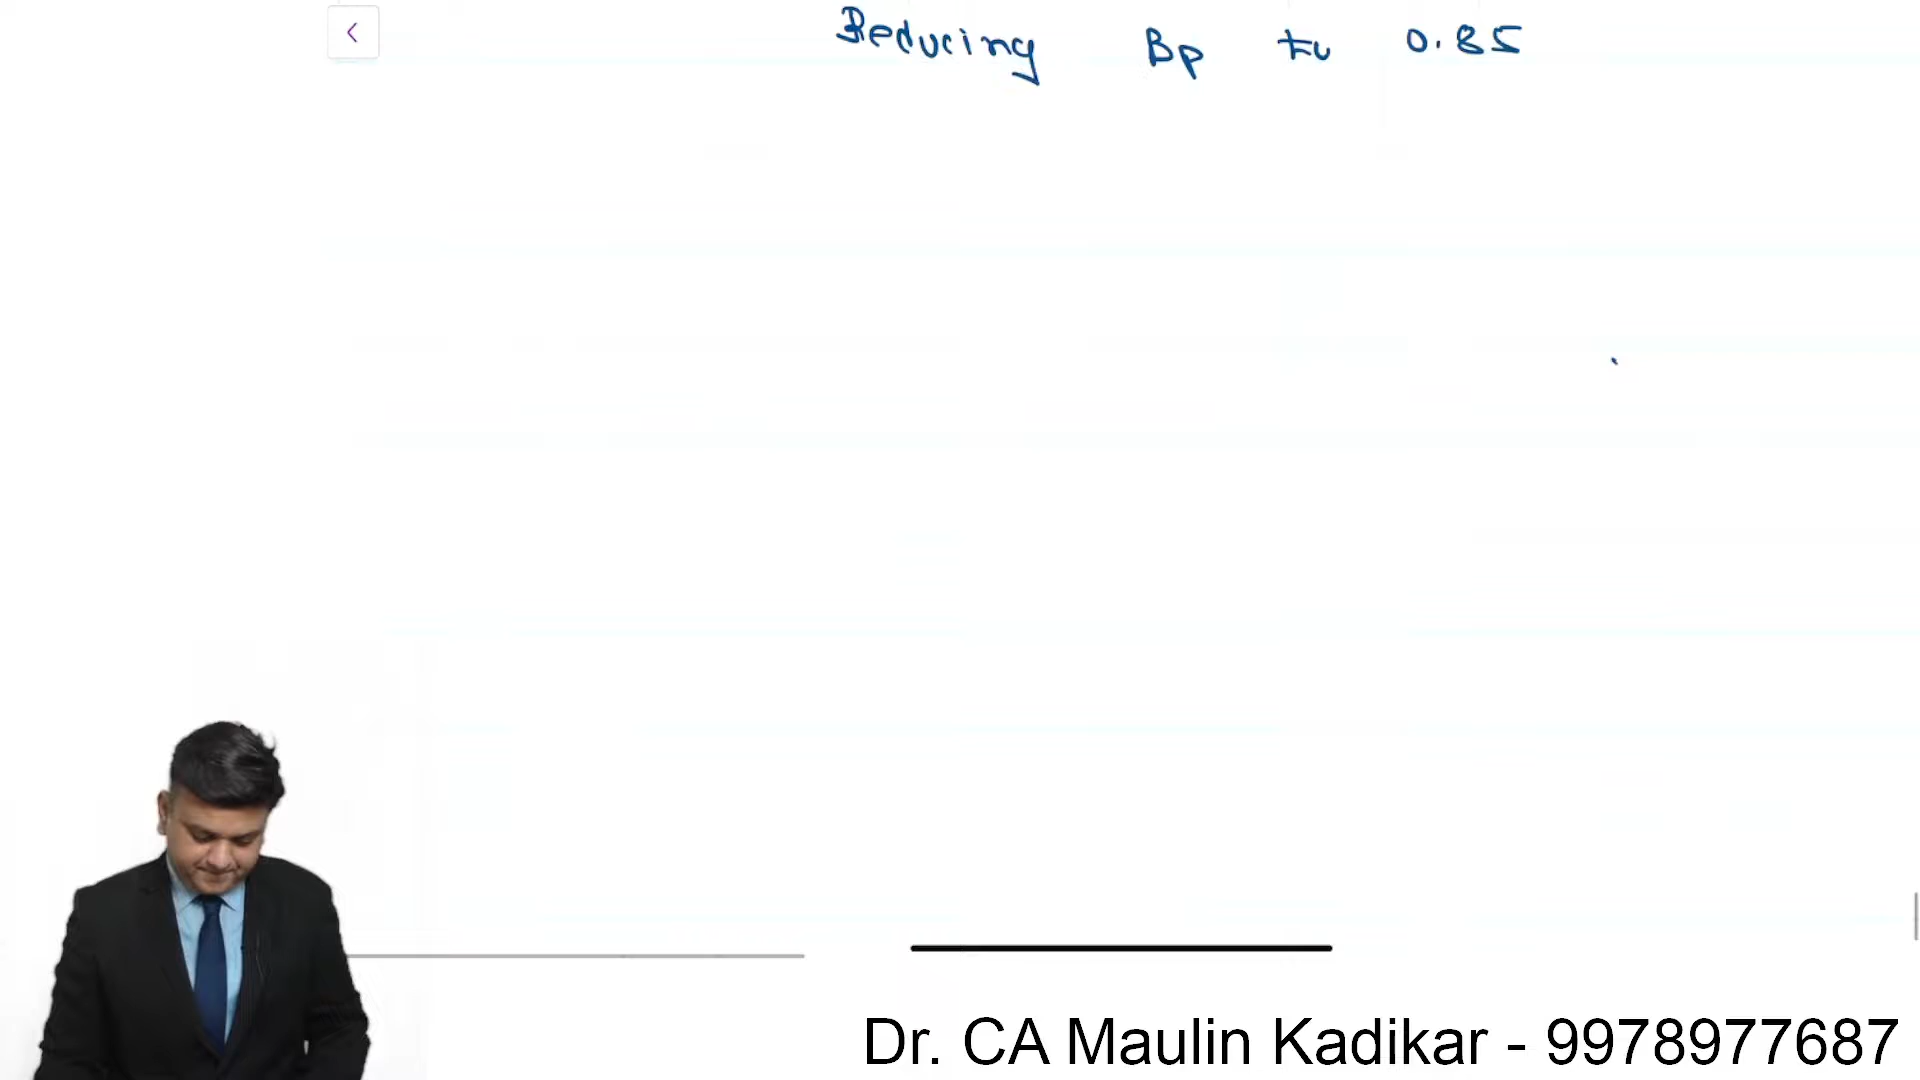 Reducing Bp to 0.85
Dr. CA Maulin Kadikar - 9978977687